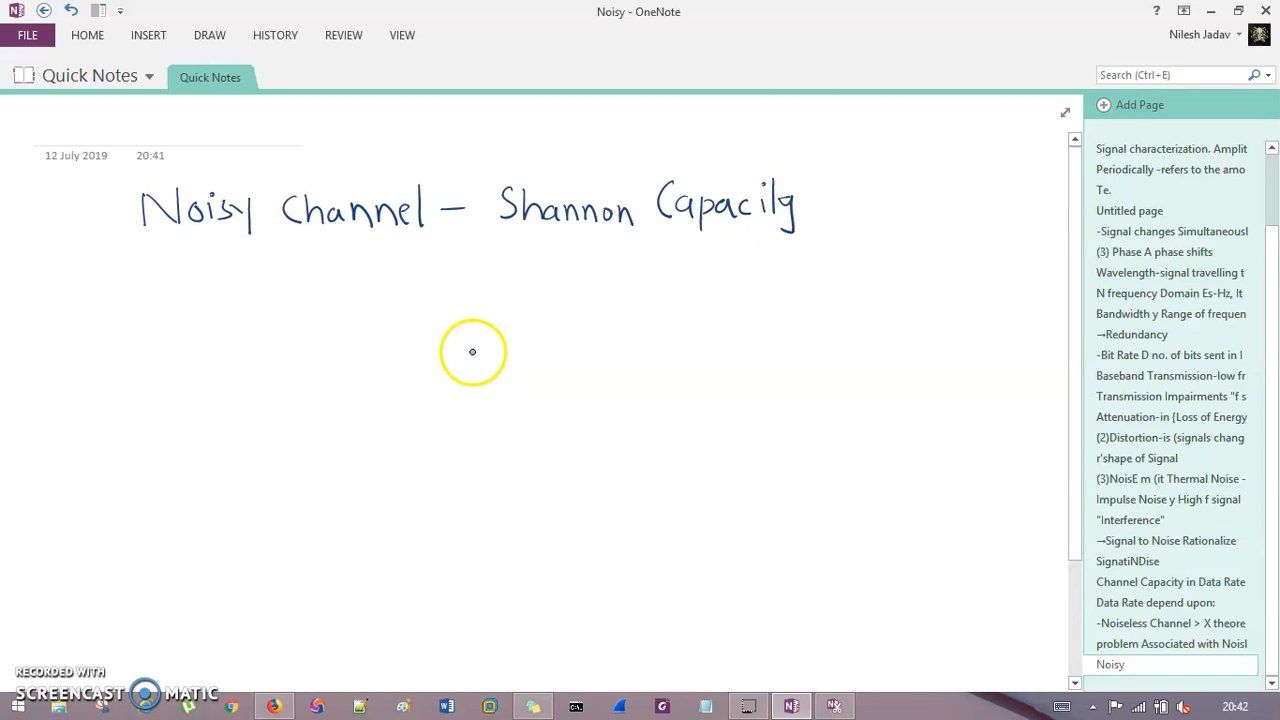 Noisy - OneNote
?
FILE HOME INSERT DRAW HISTORY REVIEW VIEW
Nilesh Jadav
Quick Notes
Quick Notes
Search (Ctrl+E)
Add Page
12 July 2019 20:41
Noisy Channel - Shannon Capacity
Signal characterization. Amplit
Periodically -refers to the amo
Te.
Untitled page
-Signal changes Simultaneousl
(3) Phase A phase shifts
Wavelength-signal travelling t
N frequency Domain Es-Hz, It
Bandwidth y Range of frequen
→Redundancy
-Bit Rate D no. of bits sent in l
Baseband Transmission-low fr
Transmission Impairments "f s
Attenuation-in {Loss of Energy
(2)Distortion-is (signals chang
r'shape of Signal
(3)NoisE m (it Thermal Noise -
Impulse Noise y High f signal
"Interference"
→Signal to Noise Rationalize
SignatiNDise
Channel Capacity in Data Rate
Data Rate depend upon:
-Noiseless Channel > X theore
problem Associated with Noisl
Noisy
RECORDED WITH
SCREENCAST MATIC
20:42